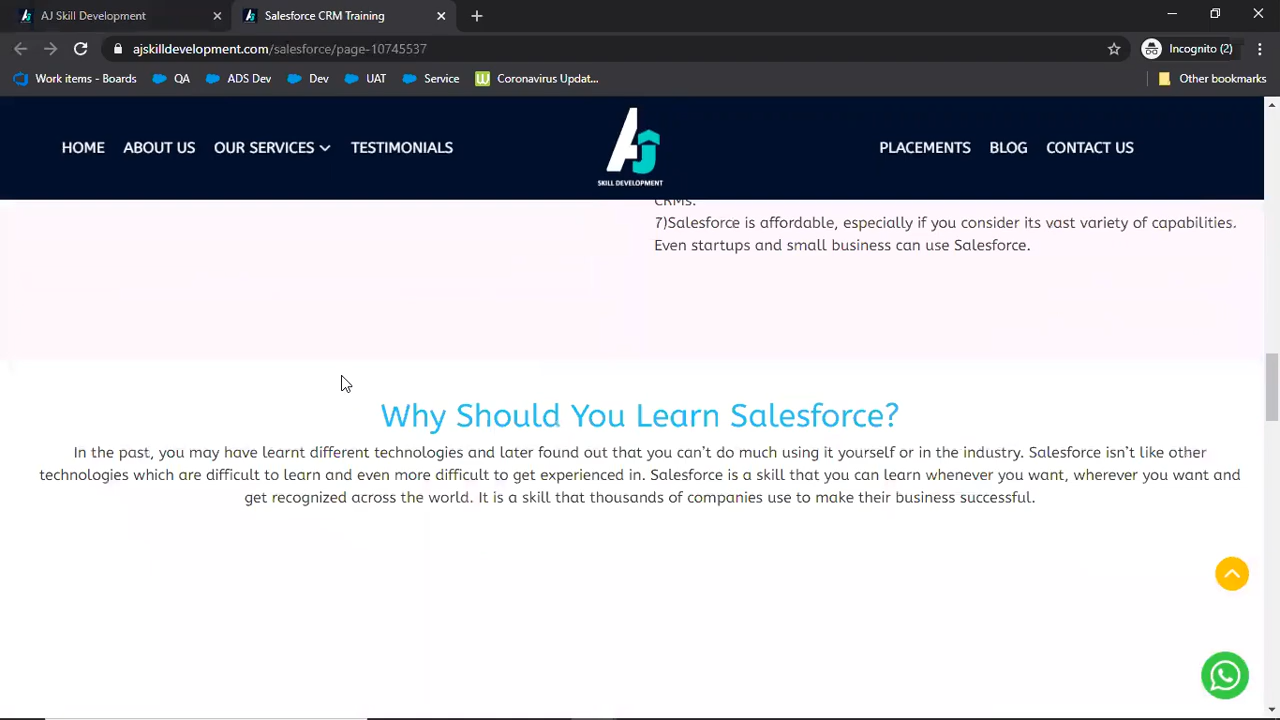 AJ Skill Development
Salesforce CRM Training
ajskilldevelopment.com/salesforce/page-10745537
Incognito (2)
Work items - Boards
QA
ADS Dev
Dev
UAT
Service
Coronavirus Updat...
Other bookmarks
HOME
ABOUT US
OUR SERVICES
TESTIMONIALS
AJ
SKILL DEVELOPMENT
PLACEMENTS
BLOG
CONTACT US
CRMs.
7)Salesforce is affordable, especially if you consider its vast variety of capabilities.
Even startups and small business can use Salesforce.
Why Should You Learn Salesforce?
In the past, you may have learnt different technologies and later found out that you can't do much using it yourself or in the industry. Salesforce isn't like other
technologies which are difficult to learn and even more difficult to get experienced in. Salesforce is a skill that you can learn whenever you want, wherever you want and
get recognized across the world. It is a skill that thousands of companies use to make their business successful.